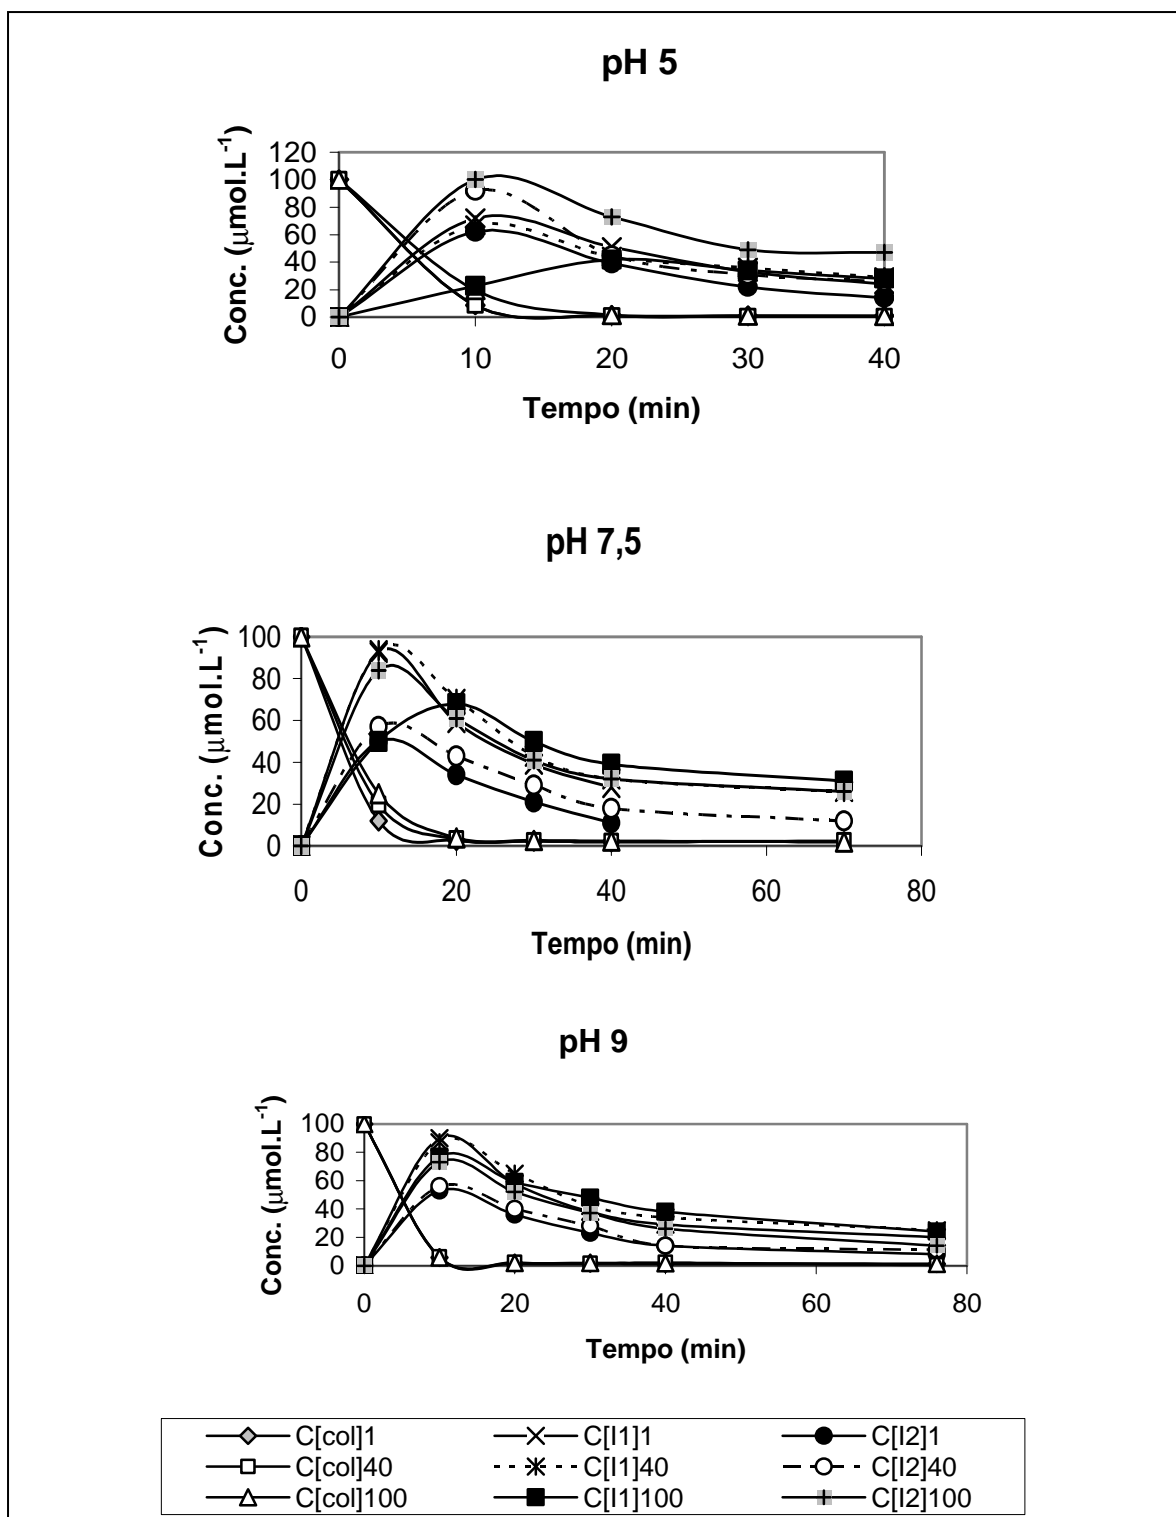 pH 5
Conc. (μmol.L-1)
120
100
80
60
40
20
0
0 10 20 30 40
Tempo (min)
pH 7,5
Conc. (μmol.L-1)
100
80
60
40
20
0
0 20 40 60 80
Tempo (min)
pH 9
Conc. (μmol.L-1)
100
80
60
40
20
0
0 20 40 60 80
Tempo (min)
C[col]1 C[I1]1 C[I2]1
C[col]40 C[I1]40 C[I2]40
C[col]100 C[I1]100 C[I2]100